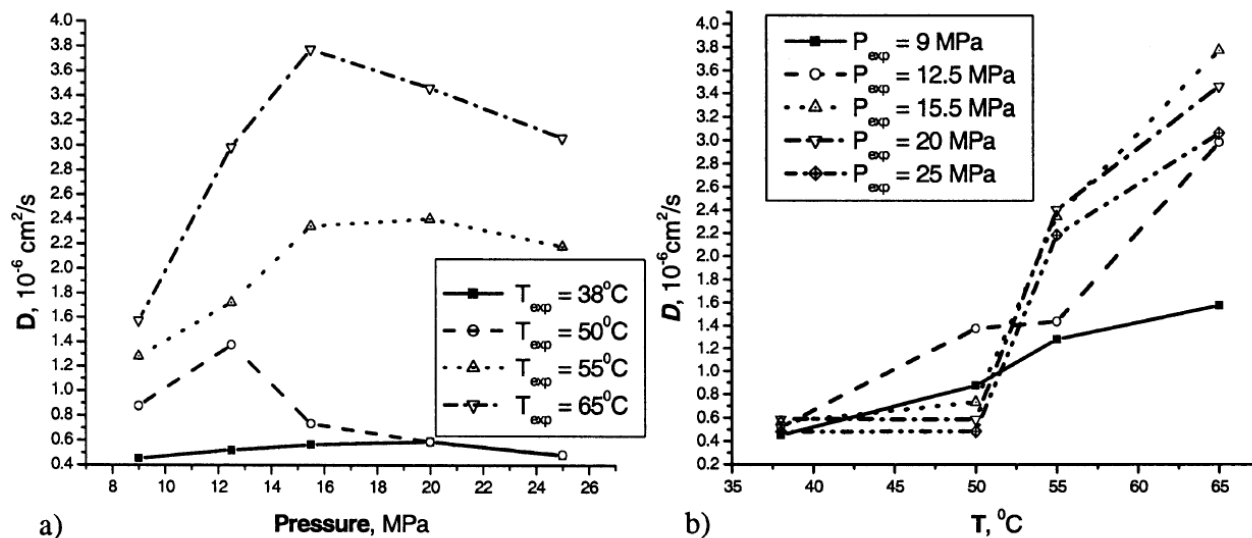 D, 10⁻⁶ cm²/s
4.0
3.8
3.6
3.4
3.2
3.0
2.8
2.6
2.4
2.2
2.0
1.8
1.6
1.4
1.2
1.0
0.8
0.6
0.4
T_exp = 38⁰C
T_exp = 50⁰C
T_exp = 55⁰C
T_exp = 65⁰C
8 10 12 14 16 18 20 22 24 26
a) Pressure, MPa
D, 10⁻⁶cm²/s
4.0
3.8
3.6
3.4
3.2
3.0
2.8
2.6
2.4
2.2
2.0
1.8
1.6
1.4
1.2
1.0
0.8
0.6
0.4
0.2
P_exp = 9 MPa
P_exp = 12.5 MPa
P_exp = 15.5 MPa
P_exp = 20 MPa
P_exp = 25 MPa
35 40 45 50 55 60 65
b) T, ⁰C